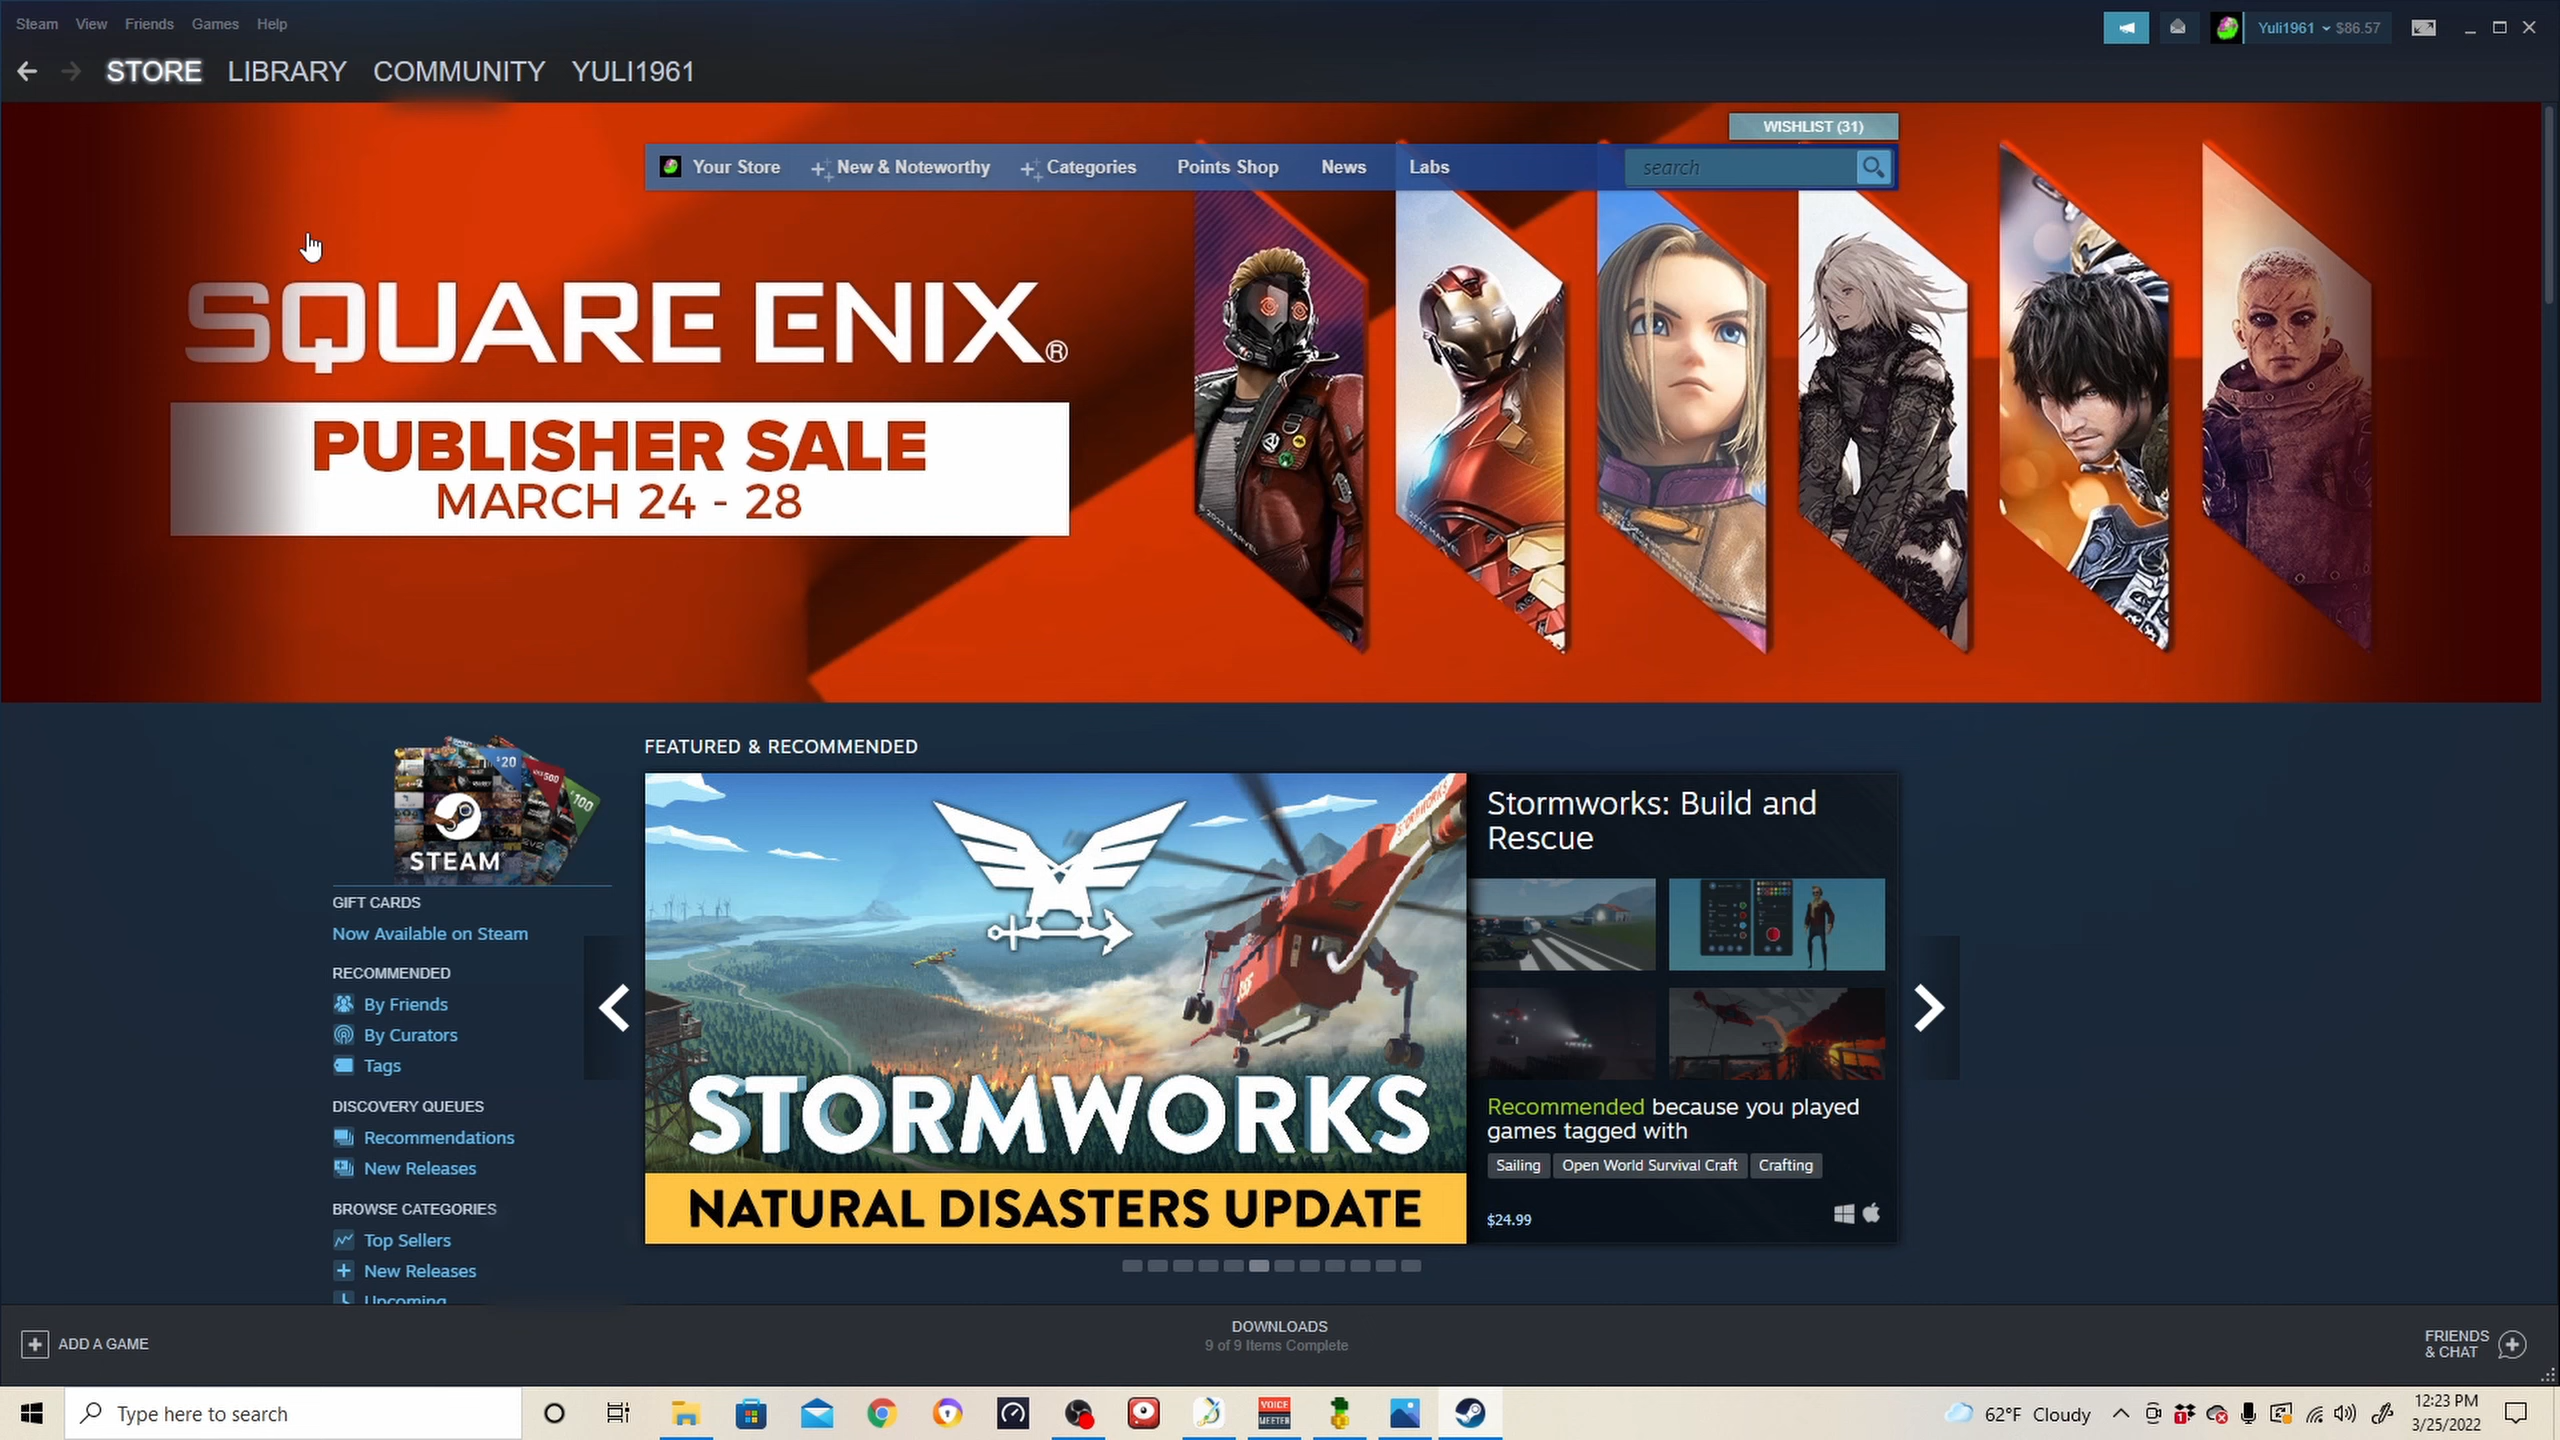 Steam View Friends Games Help
Yuli1961 $86.57
STORE LIBRARY COMMUNITY YULI1961
WISHLIST (31)
Your Store New & Noteworthy Categories Points Shop News Labs search
SQUARE ENIX®
PUBLISHER SALE
MARCH 24 - 28
FEATURED & RECOMMENDED
$20
500
$100
STEAM
GIFT CARDS
Now Available on Steam
RECOMMENDED
By Friends
By Curators
Tags
DISCOVERY QUEUES
Recommendations
New Releases
BROWSE CATEGORIES
Top Sellers
New Releases
Upcoming
STORMWORKS
NATURAL DISASTERS UPDATE
Stormworks: Build and
Rescue
Recommended because you played
games tagged with
Sailing Open World Survival Craft Crafting
$24.99
ADD A GAME
DOWNLOADS
9 of 9 Items Complete
FRIENDS
& CHAT
Type here to search
VOICE
MEETER
62°F Cloudy
12:23 PM
3/25/2022